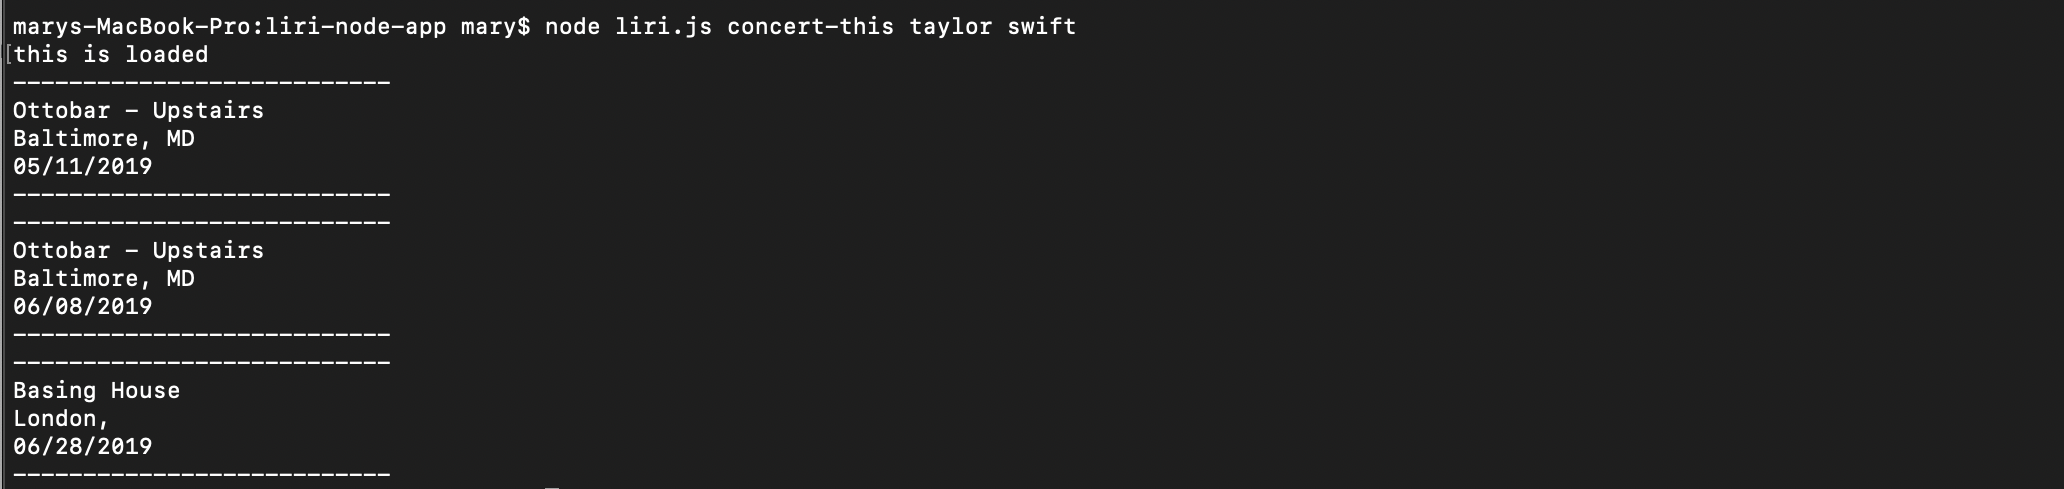 marys-MacBook-Pro:liri-node-app mary$ node liri.js concert-this taylor swift
[this is loaded
---------------------------
Ottobar - Upstairs
Baltimore, MD
05/11/2019
---------------------------
---------------------------
Ottobar - Upstairs
Baltimore, MD
06/08/2019
---------------------------
---------------------------
Basing House
London,
06/28/2019
---------------------------